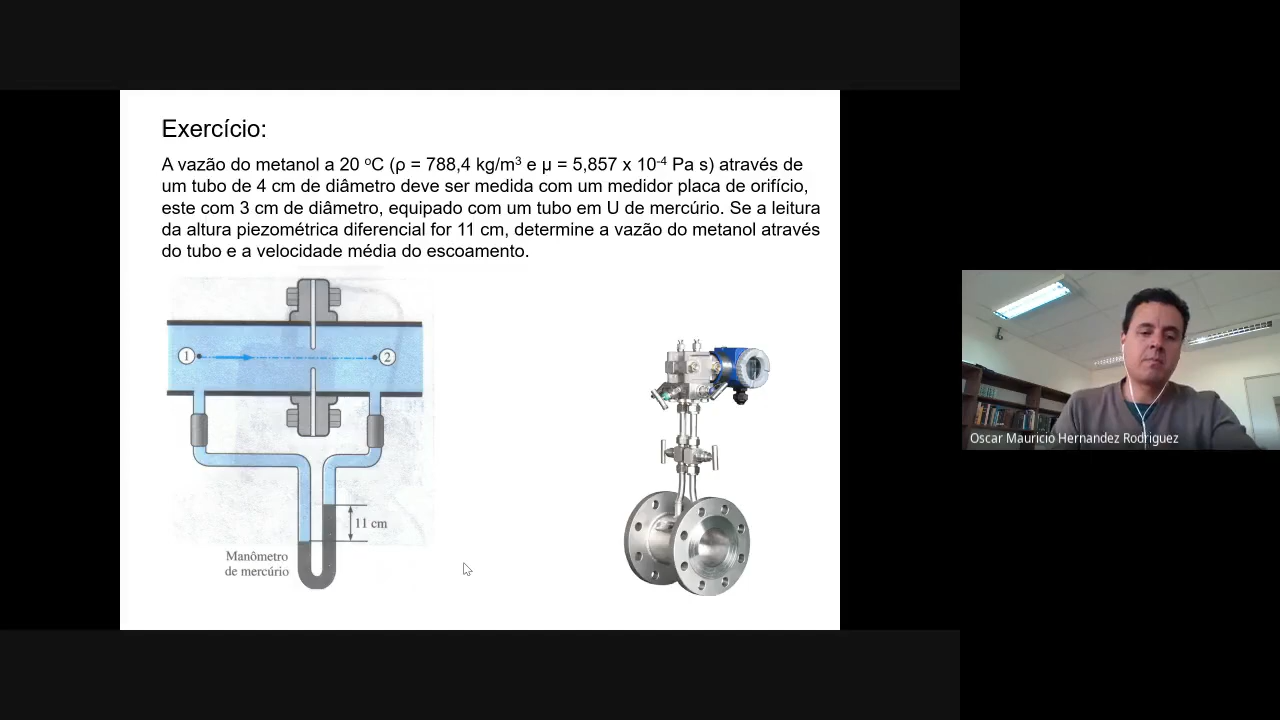 Exercício:
A vazão do metanol a 20 ºC (ρ = 788,4 kg/m³ e μ = 5,857 x 10⁻⁴ Pa s) através de
um tubo de 4 cm de diâmetro deve ser medida com um medidor placa de orifício,
este com 3 cm de diâmetro, equipado com um tubo em U de mercúrio. Se a leitura
da altura piezométrica diferencial for 11 cm, determine a vazão do metanol através
do tubo e a velocidade média do escoamento.
1
2
11 cm
Manômetro
de mercúrio
Oscar Mauricio Hernandez Rodriguez